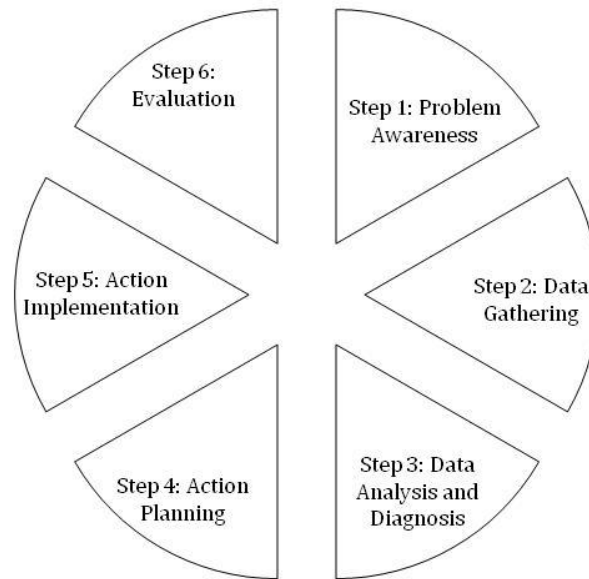 Step 1: Problem
Awareness
Step 2: Data
Gathering
Step 3: Data
Analysis and
Diagnosis
Step 4: Action
Planning
Step 5: Action
Implementation
Step 6:
Evaluation